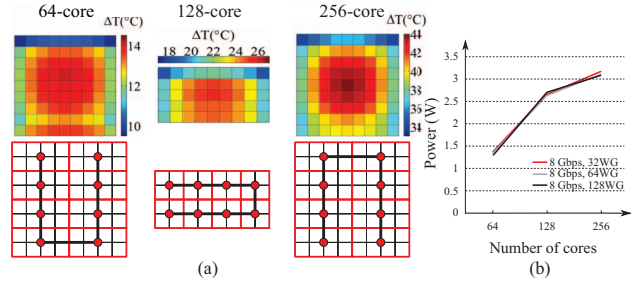 64-core
128-core
256-core
ΔT(°C)
14
12
10
ΔT(°C)
18 20 22 24 26
ΔT(°C)
44
42
40
38
36
34
(a)
Power (W)
3.5
3
2.5
2
1.5
1
0.5
0
8 Gbps, 32WG
8 Gbps, 64WG
8 Gbps, 128WG
64 128 256
Number of cores
(b)